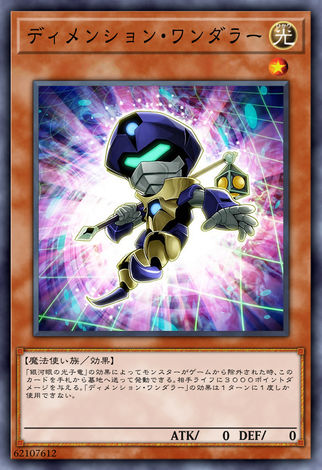 ディメンション・ワンダラー
光
【魔法使い族／効果】
「銀河眼の光子竜」の効果によってモンスターがゲームから除外された時、こ
のカードを手札から墓地へ送って発動できる。相手ライフに３０００ポイントダ
メージを与える。「ディメンション・ワンダラー」の効果は１ターンに１度しか
使用できない。
ATK/ 0 DEF/ 0
62107612